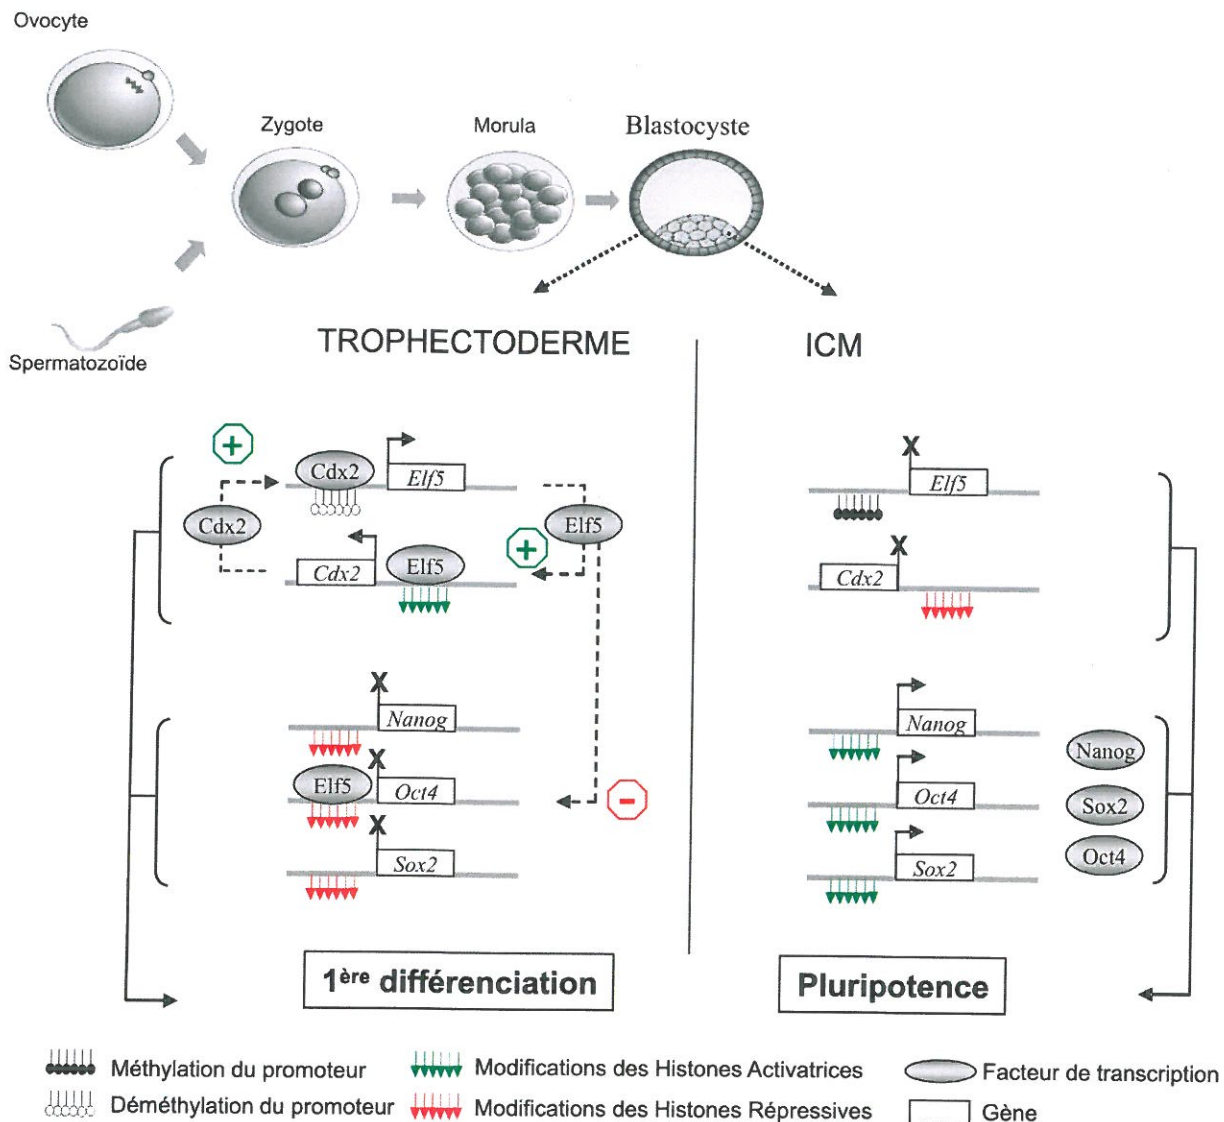 Ovocyte
Zygote
Morula
Blastocyste
Spermatozoïde
TROPHECTODERME
ICM
+
Cdx2
Elf5
Cdx2
Elf5
+
Cdx2
Elf5
X
Elf5
X
Cdx2
X
Nanog
X
Elf5
Oct4
-
X
Sox2
Nanog
Nanog
Oct4
Sox2
Sox2
Oct4
1ère différenciation
Pluripotence
Méthylation du promoteur
Modifications des Histones Activatrices
Facteur de transcription
Déméthylation du promoteur
Modifications des Histones Répressives
Gène